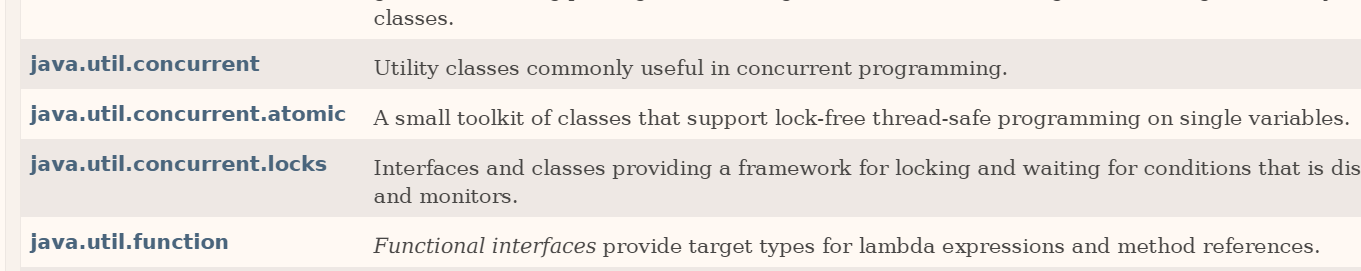 classes.
java.util.concurrent Utility classes commonly useful in concurrent programming.
java.util.concurrent.atomic A small toolkit of classes that support lock-free thread-safe programming on single variables.
java.util.concurrent.locks Interfaces and classes providing a framework for locking and waiting for conditions that is
and monitors.
java.util.function Functional interfaces provide target types for lambda expressions and method references.